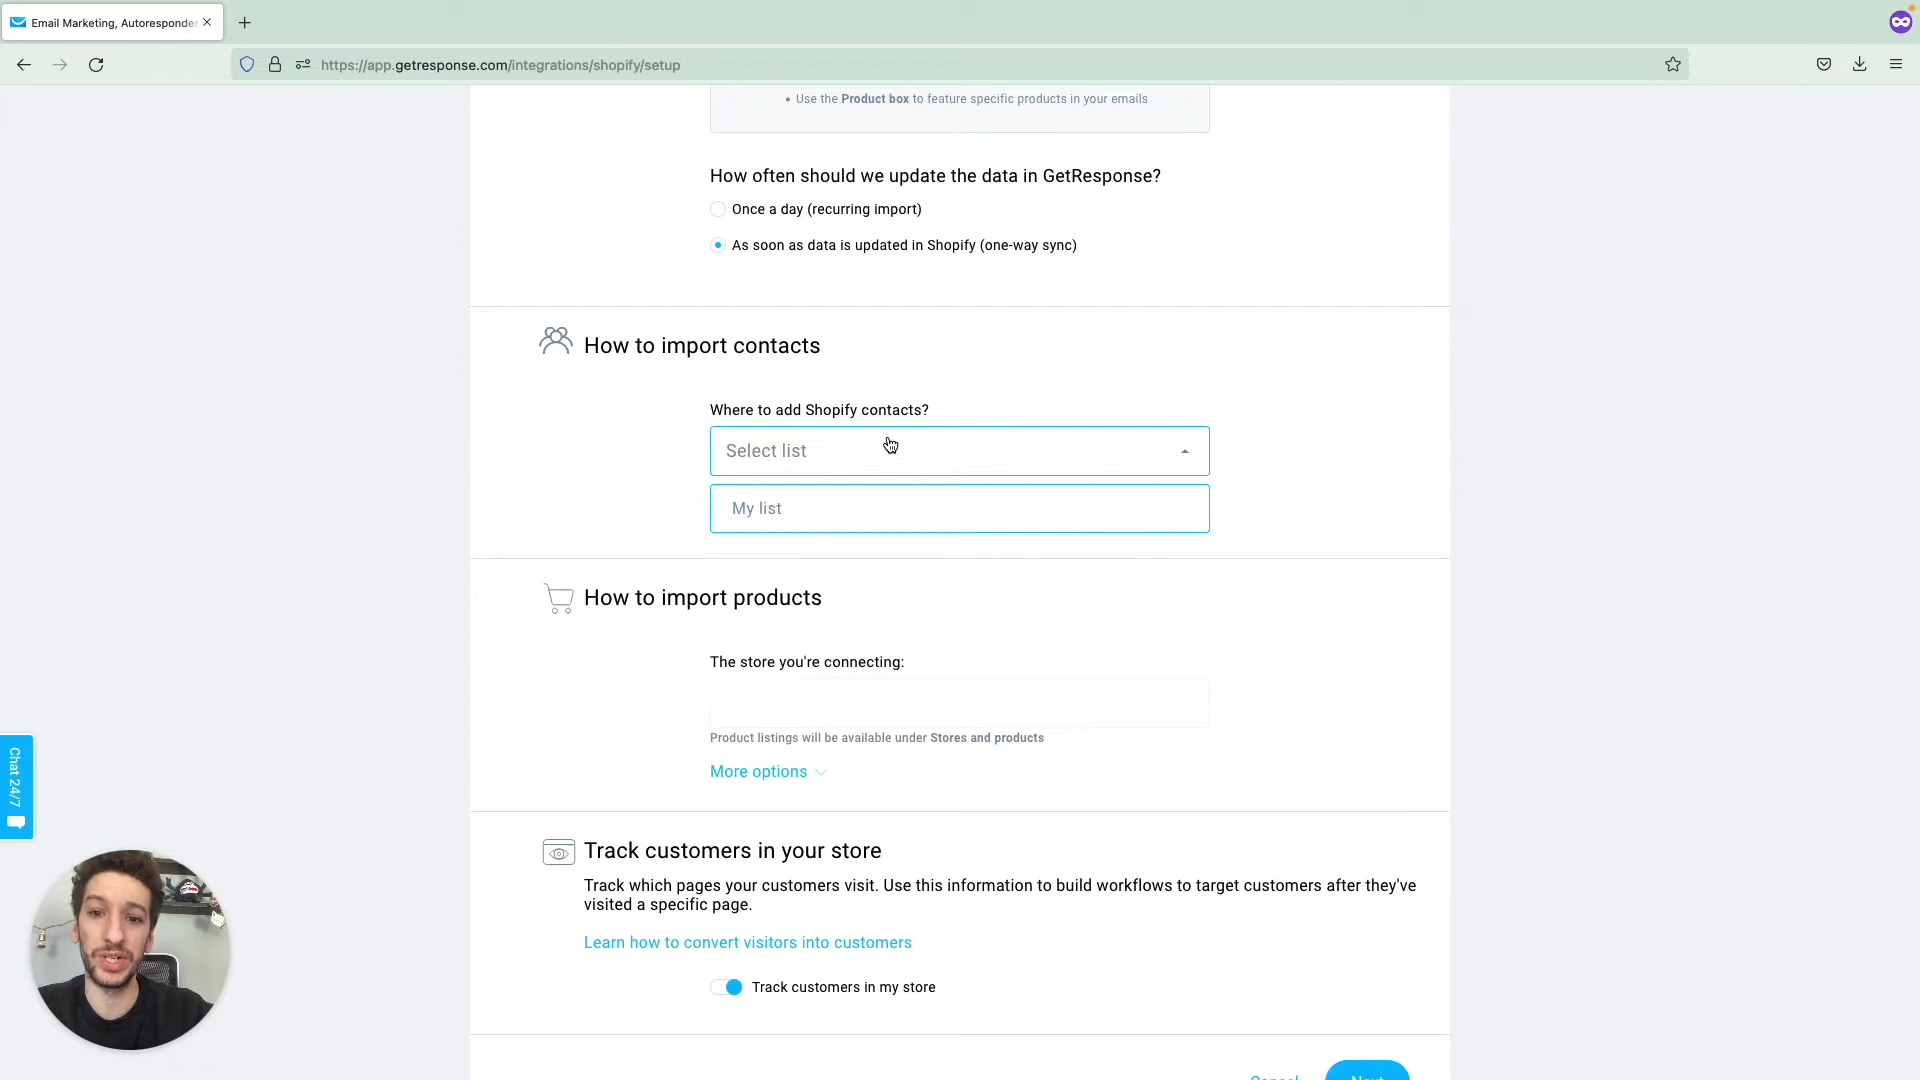 Email Marketing, Autoresponder
https://app.getresponse.com/integrations/shopify/setup
• Use the Product box to feature specific products in your emails
How often should we update the data in GetResponse?
Once a day (recurring import)
As soon as data is updated in Shopify (one-way sync)
How to import contacts
Where to add Shopify contacts?
Select list
My list
How to import products
The store you're connecting:
Product listings will be available under Stores and products
More options
Chat 24/7
Track customers in your store
Track which pages your customers visit. Use this information to build workflows to target customers after they've
visited a specific page.
Learn how to convert visitors into customers
Track customers in my store
Cancel
Next